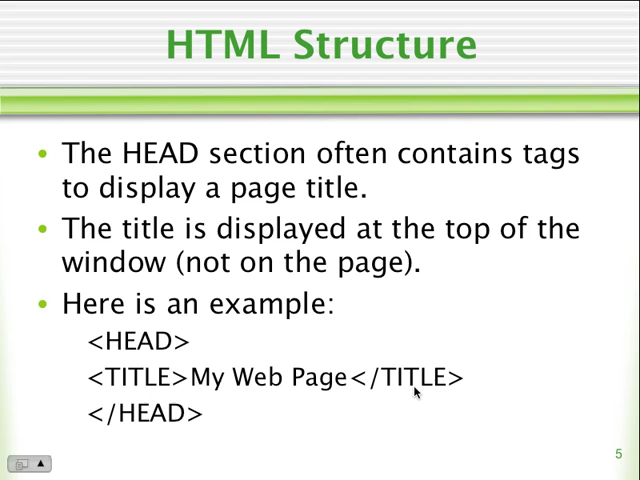 HTML Structure
• The HEAD section often contains tags
to display a page title.
• The title is displayed at the top of the
window (not on the page).
• Here is an example:
<HEAD>
<TITLE>My Web Page</TITLE>
</HEAD>
5